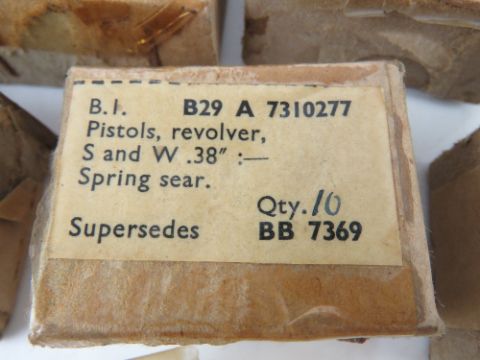 B.I. B29 A 7310277
Pistols, revolver,
S and W .38" :—
Spring sear.
Qty. 10
Supersedes BB 7369